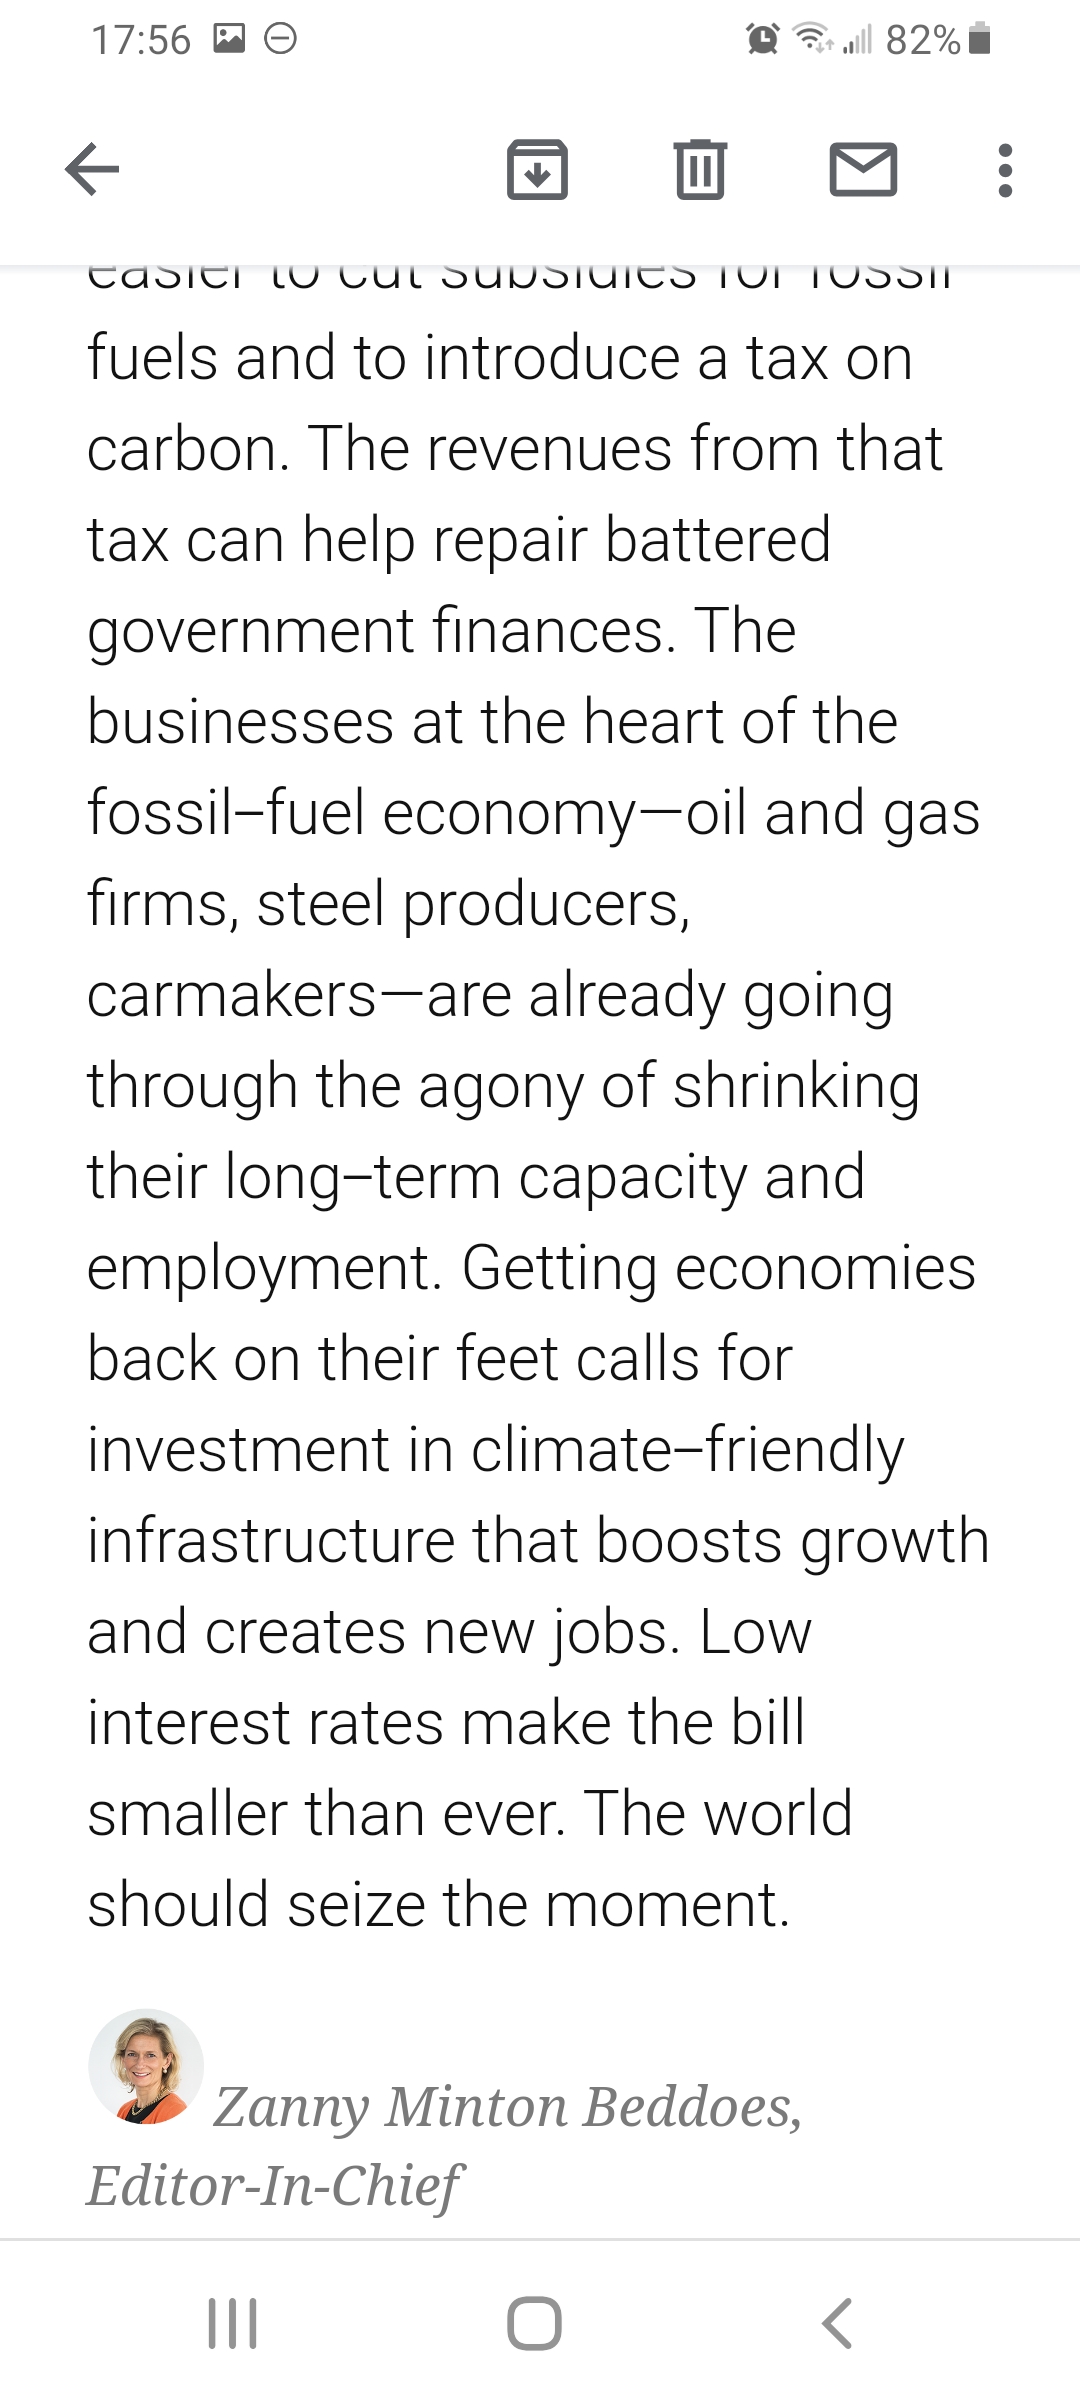 17:56
82%
easier to cut subsidies for fossil
fuels and to introduce a tax on
carbon. The revenues from that
tax can help repair battered
government finances. The
businesses at the heart of the
fossil–fuel economy—oil and gas
firms, steel producers,
carmakers—are already going
through the agony of shrinking
their long–term capacity and
employment. Getting economies
back on their feet calls for
investment in climate–friendly
infrastructure that boosts growth
and creates new jobs. Low
interest rates make the bill
smaller than ever. The world
should seize the moment.
Zanny Minton Beddoes,
Editor-In-Chief